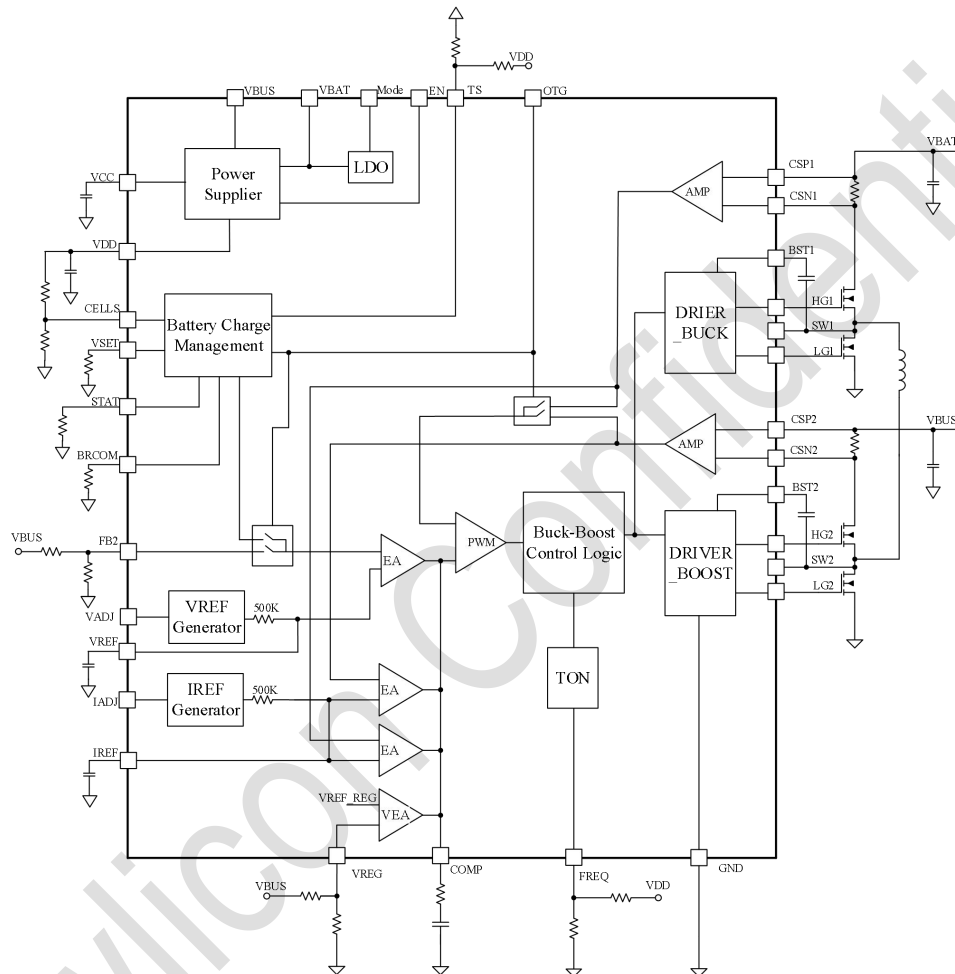 VDD
VBUS
VBAT
Mode
EN
TS
OTG
VCC
Power
Supplier
LDO
AMP
CSP1
CSN1
VBAT
VDD
BST1
CELLS
Battery Charge
Management
DRIER
_BUCK
HG1
SW1
LG1
VSET
STAT
AMP
CSP2
CSN2
VBUS
BRCOM
BST2
VBUS
FB2
EA
PWM
Buck-Boost
Control Logic
DRIVER
_BOOST
HG2
SW2
LG2
VADJ
VREF
Generator
500K
VREF
TON
IADJ
IREF
Generator
500K
EA
IREF
EA
VREF_REG
VEA
VREG
COMP
FREQ
GND
VBUS
VDD
wlicon Confidenti